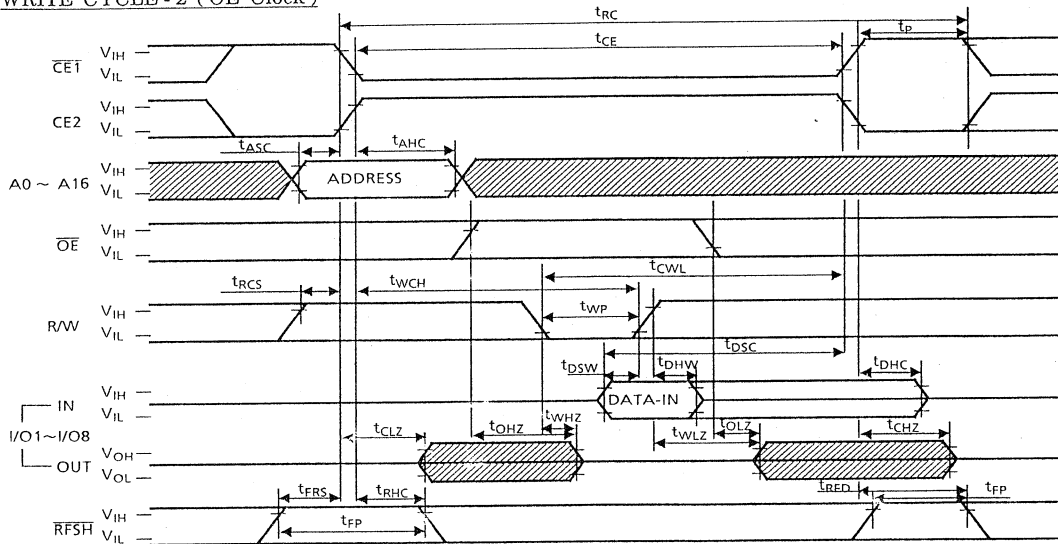 WRITE CYCLE-2 (OE Clock)
tRC
tCE
tP
CE1 VIH
VIL
CE2 VIH
VIL
tASC
tAHC
A0 ~ A16 VIH
VIL
ADDRESS
OE VIH
VIL
tCWL
tRCS
tWCH
R/W VIH
VIL
tWP
tDSC
tDSW
tDHW
tDHC
IN VIH
VIL
DATA-IN
I/O1~I/O8
tCLZ
tOHZ
tWHZ
tWLZ
tOLZ
tCHZ
OUT VOH
VOL
tFRS
tRHC
tRFD
tFP
RFSH VIH
VIL
tFP